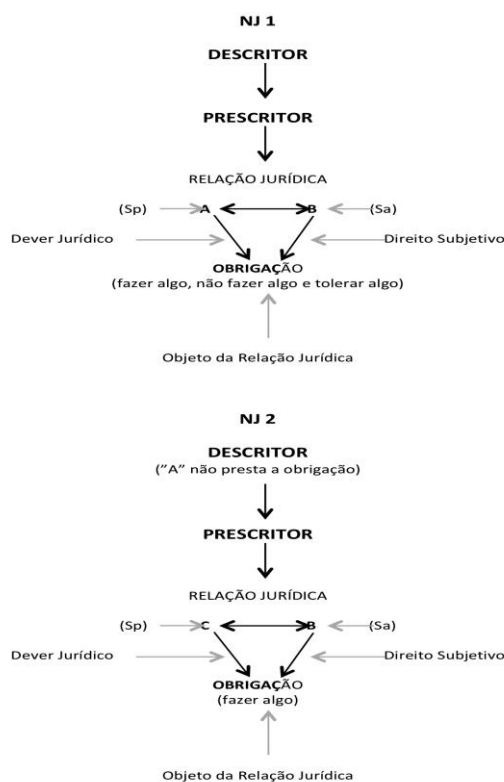 NJ 1
DESCRITOR
PRESCRITOR
RELAÇÃO JURÍDICA
(Sp) A B (Sa)
Dever Jurídico Direito Subjetivo
OBRIGAÇÃO
(fazer algo, não fazer algo e tolerar algo)
Objeto da Relação Jurídica
NJ 2
DESCRITOR
("A" não presta a obrigação)
PRESCRITOR
RELAÇÃO JURÍDICA
(Sp) C B (Sa)
Dever Jurídico Direito Subjetivo
OBRIGAÇÃO
(fazer algo)
Objeto da Relação Jurídica